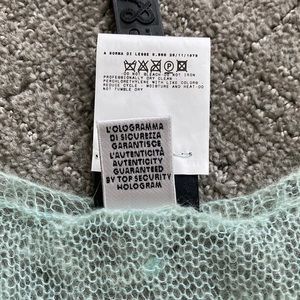 A NORMA DI LEGGE N.883 26/11/1973
DO NOT BLEACH-DO NOT IRON
PROFESSIONALLY DRY CLEAN
PERCHLORETHYLENE WITH LIKE COLORS
REDUCE CYCLE - MOISTURE AND HEAT-DO
NOT TUMBLE DRY
L'OLOGRAMMA
DI SICUREZZA
GARANTISCE
L'AUTENTICITÀ
AUTENTICITY
GUARANTEED
BY TOP SECURITY
HOLOGRAM